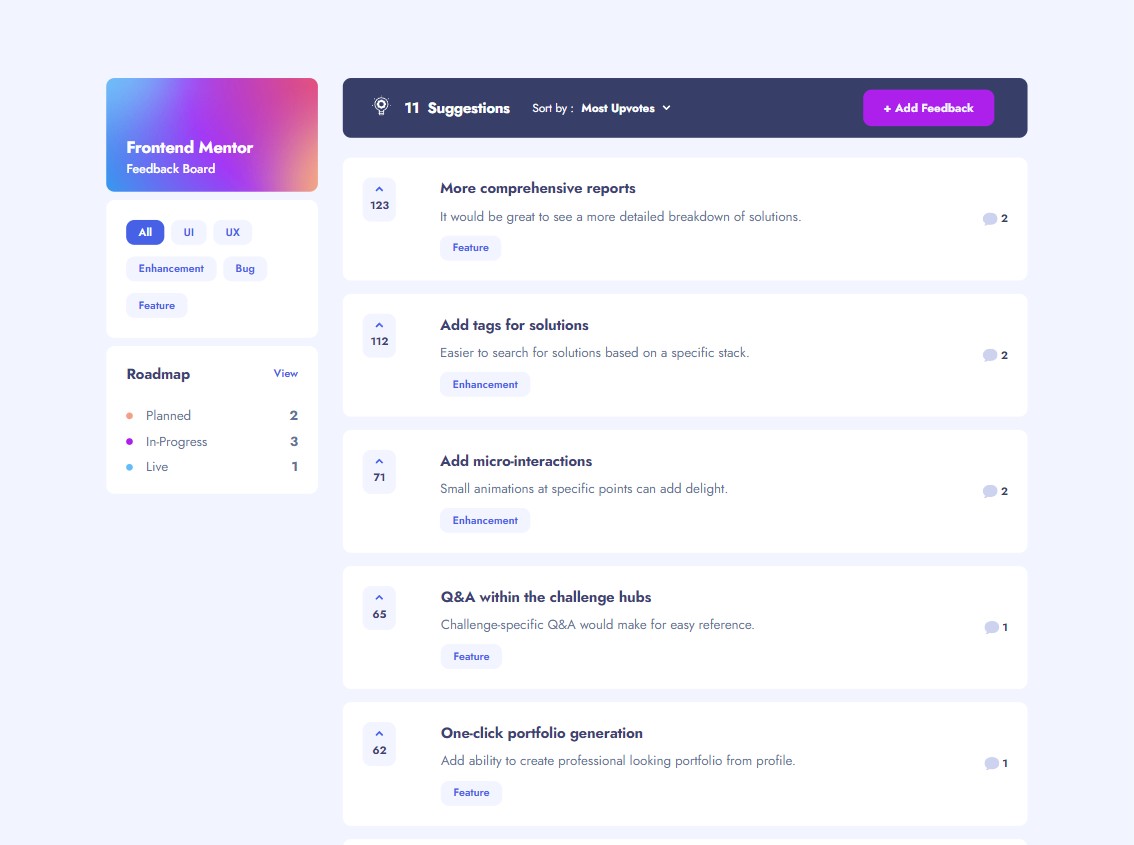 Frontend Mentor
Feedback Board
All UI UX
Enhancement Bug
Feature
Roadmap View
Planned 2
In-Progress 3
Live 1
11 Suggestions Sort by : Most Upvotes + Add Feedback
More comprehensive reports
123
It would be great to see a more detailed breakdown of solutions.
2
Feature
Add tags for solutions
112
Easier to search for solutions based on a specific stack.
2
Enhancement
Add micro-interactions
71
Small animations at specific points can add delight.
2
Enhancement
Q&A within the challenge hubs
65
Challenge-specific Q&A would make for easy reference.
1
Feature
One-click portfolio generation
62
Add ability to create professional looking portfolio from profile.
1
Feature